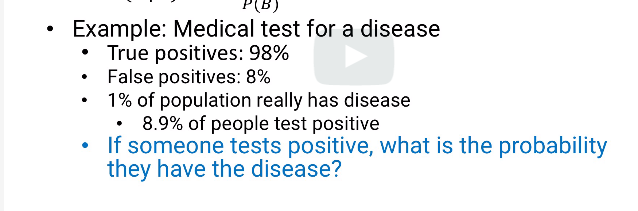 P(B)
• Example: Medical test for a disease
• True positives: 98%
• False positives: 8%
• 1% of population really has disease
• 8.9% of people test positive
• If someone tests positive, what is the probability
they have the disease?